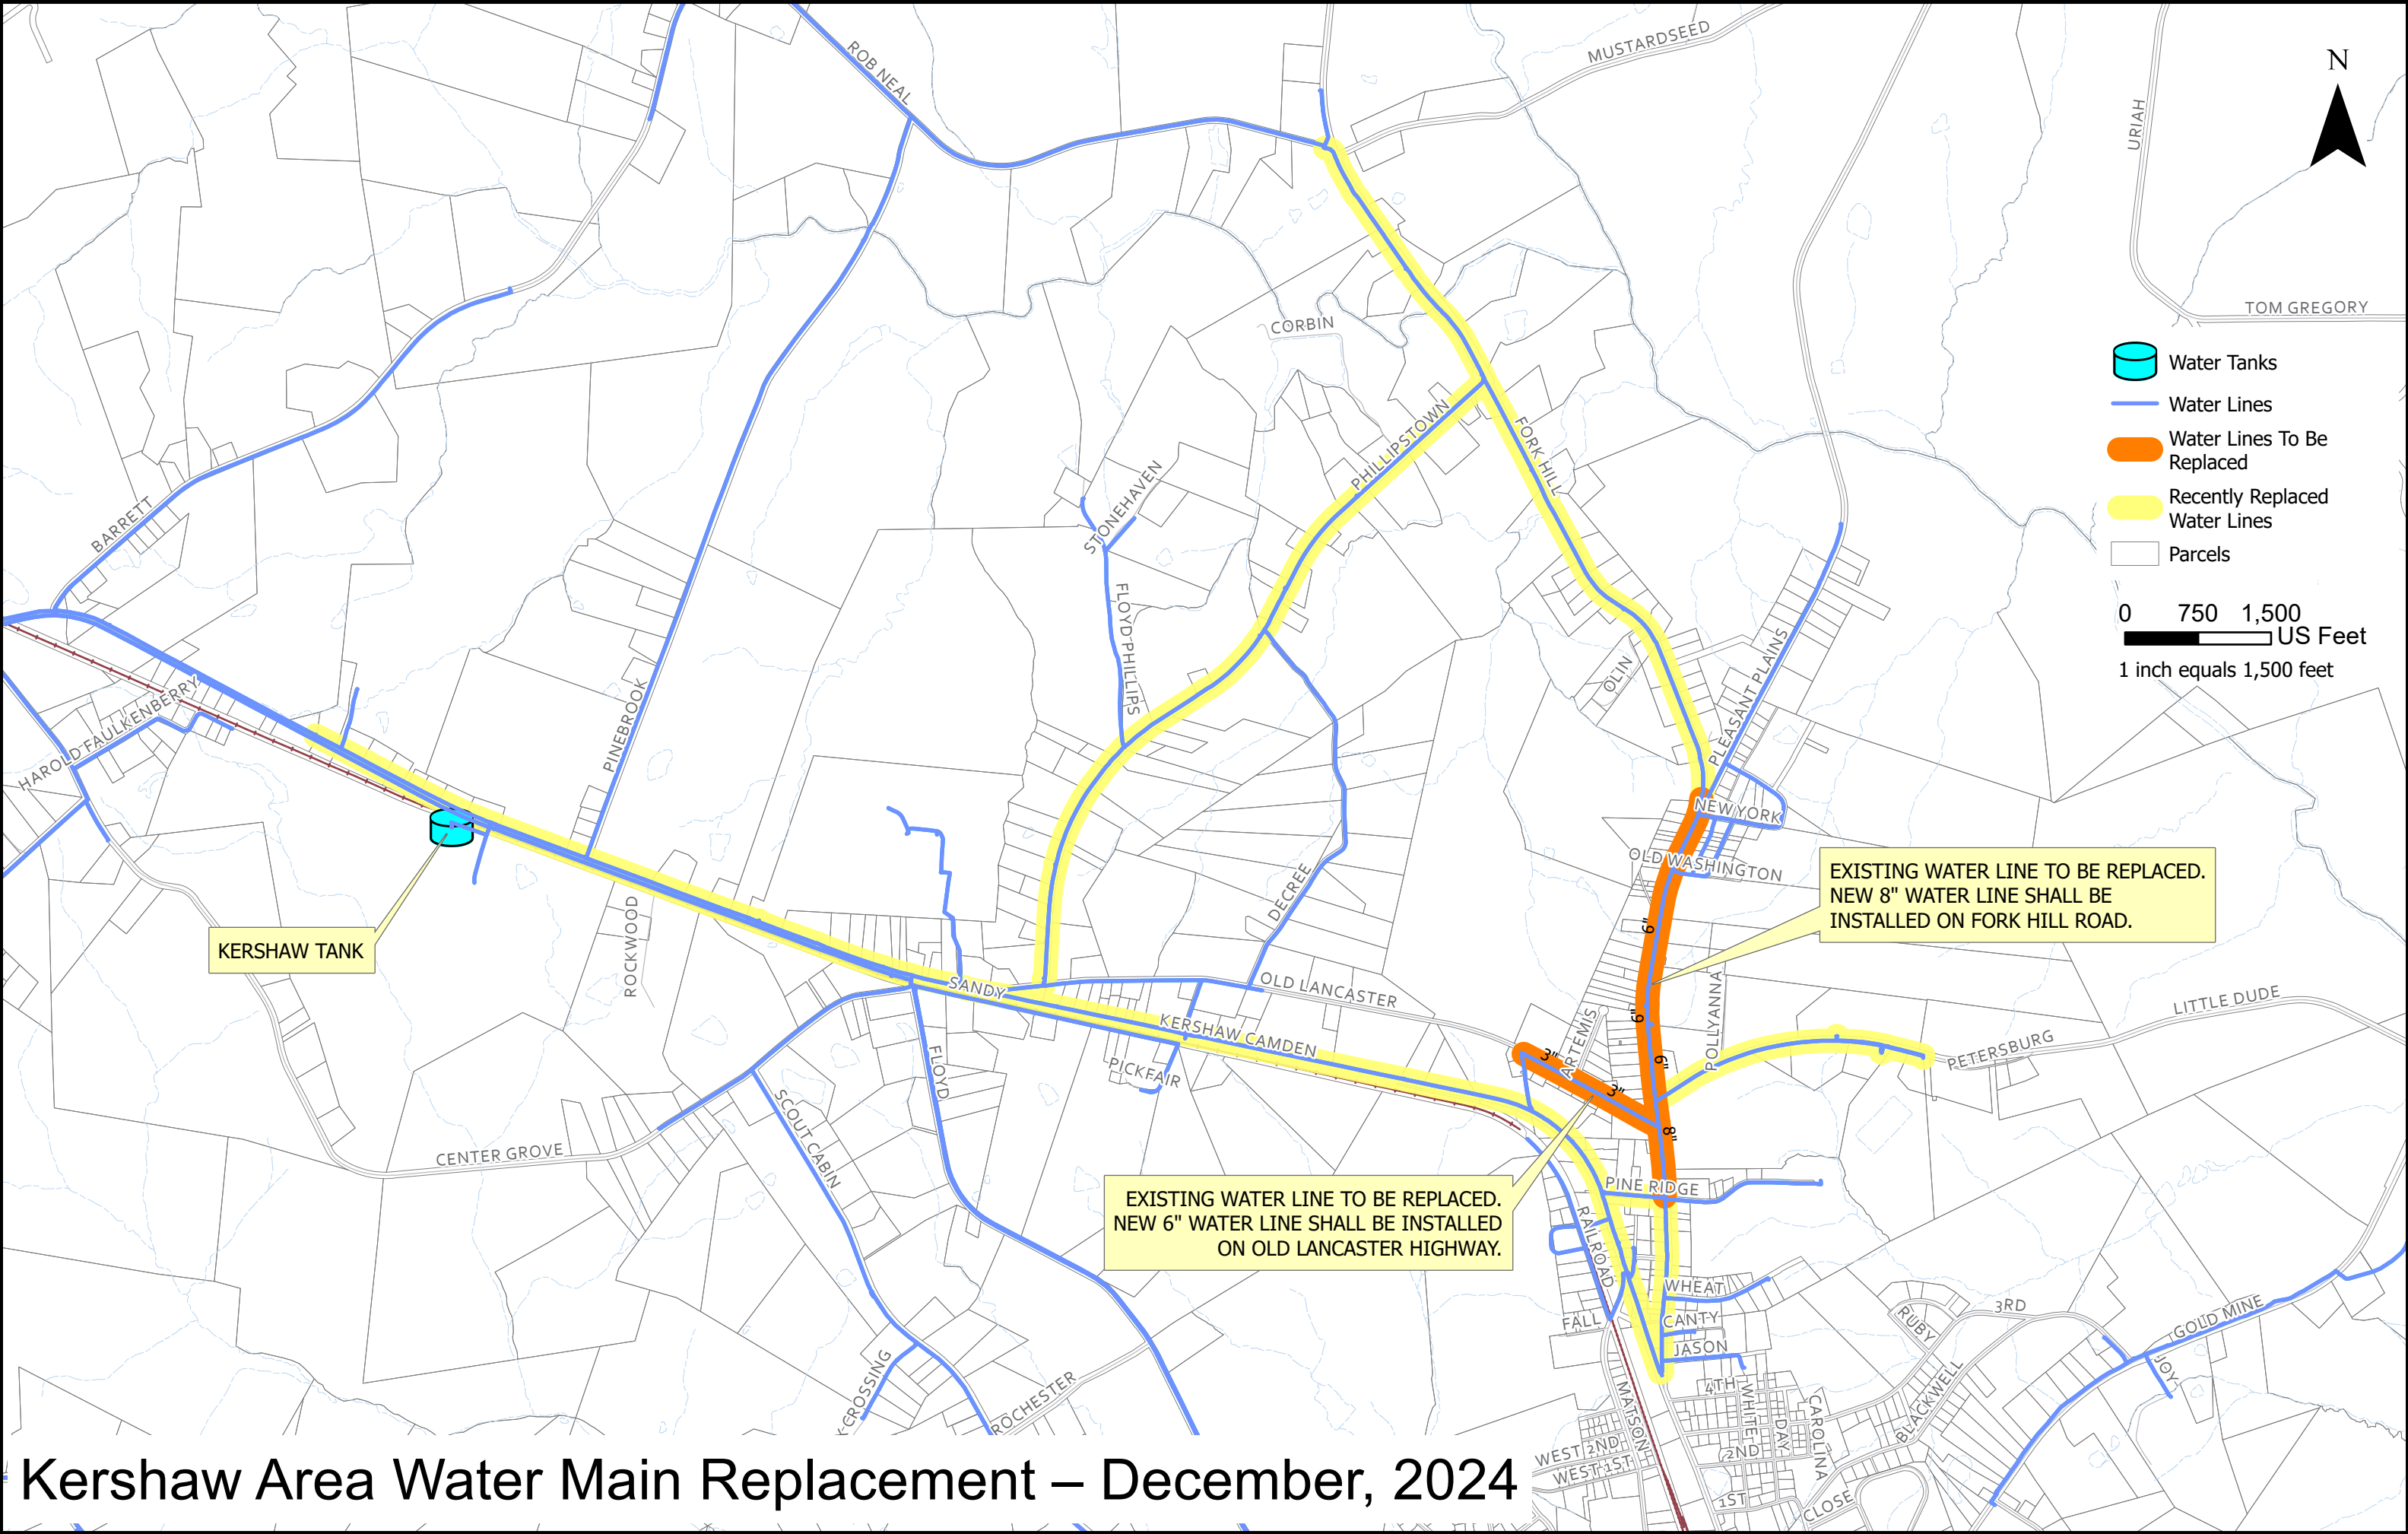 ROB NEAL
MUSTARDSEED
N
URIAH
TOM GREGORY
CORBIN
Water Tanks
Water Lines
Water Lines To Be
Replaced
Recently Replaced
Water Lines
Parcels
0 750 1,500
US Feet
1 inch equals 1,500 feet
PHILLIPSTOWN
FORK HILL
BARRETT
STONEHAVEN
FLOYD PHILLIPS
OLIN
PLEASANT PLAINS
HAROLD FAULKENBERRY
PINEBROOK
NEW YORK
OLD WASHINGTON
EXISTING WATER LINE TO BE REPLACED.
NEW 8" WATER LINE SHALL BE
INSTALLED ON FORK HILL ROAD.
KERSHAW TANK
ROCKWOOD
DECREE
6"
SANDY
OLD LANCASTER
POLLYANNA
LITTLE DUDE
6"
ARTEMIS
KERSHAW CAMDEN
PETERSBURG
3"
6"
3"
PICKFAIR
FLOYD
SCOUT CABIN
8"
CENTER GROVE
PINE RIDGE
EXISTING WATER LINE TO BE REPLACED.
NEW 6" WATER LINE SHALL BE INSTALLED
ON OLD LANCASTER HIGHWAY.
RAILROAD
WHEAT
FALL
CANTY
JASON
RUBY
3RD
GOLD MINE
JOY
4TH
WHITE
DAY
CAROLINA
BLACKWELL
MATSON
CROSSING
ROCHESTER
WEST 2ND
WEST 1ST
2ND
1ST
CLOSE
Kershaw Area Water Main Replacement – December, 2024